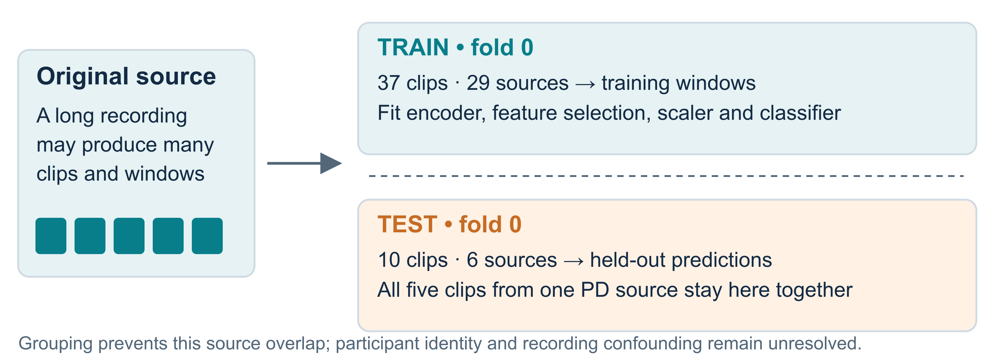 Original source
A long recording
may produce many
clips and windows
TRAIN • fold 0
37 clips · 29 sources → training windows
Fit encoder, feature selection, scaler and classifier
TEST • fold 0
10 clips · 6 sources → held-out predictions
All five clips from one PD source stay here together
Grouping prevents this source overlap; participant identity and recording confounding remain unresolved.